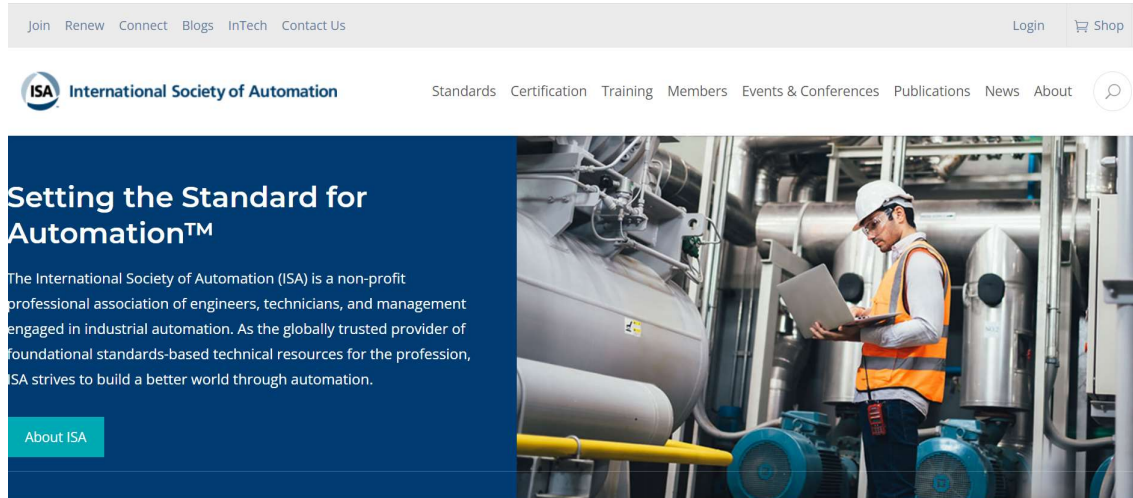 Join Renew Connect Blogs InTech Contact Us Login Shop
ISA International Society of Automation Standards Certification Training Members Events & Conferences Publications News About
Setting the Standard for
Automation™
The International Society of Automation (ISA) is a non-profit
professional association of engineers, technicians, and management
engaged in industrial automation. As the globally trusted provider of
foundational standards-based technical resources for the profession,
ISA strives to build a better world through automation.
About ISA